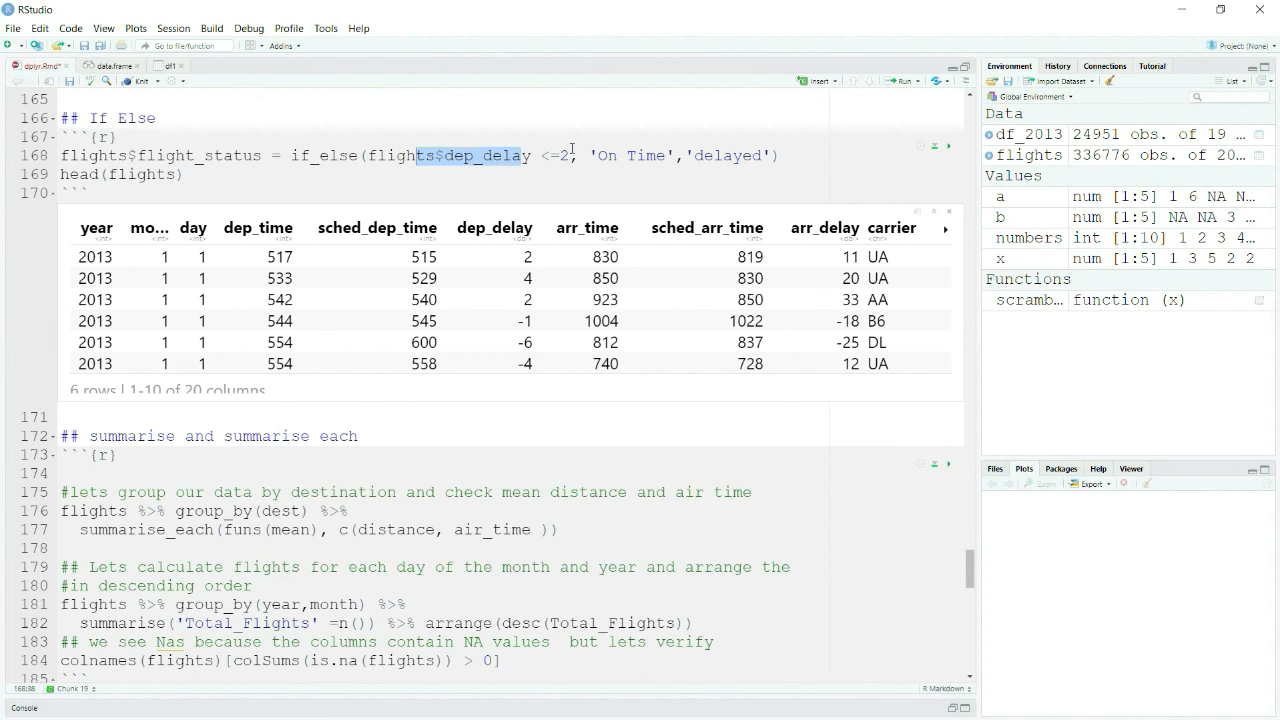 RStudio
File Edit Code View Plots Session Build Debug Profile Tools Help
Go to file/function Addins Project: (None)
dplyr.Rmd* data.frame df1
Knit Insert Run
165
166 ## If Else
167 ```{r}
168 flights$flight_status = if_else(flights$dep_delay <=2, 'On Time','delayed')
169 head(flights)
170 ```
year mo... day dep_time sched_dep_time dep_delay arr_time sched_arr_time arr_delay carrier
<int> <int> <int> <int> <int> <dbl> <int> <int> <dbl> <chr>
2013 1 1 517 515 2 830 819 11 UA
2013 1 1 533 529 4 850 830 20 UA
2013 1 1 542 540 2 923 850 33 AA
2013 1 1 544 545 -1 1004 1022 -18 B6
2013 1 1 554 600 -6 812 837 -25 DL
2013 1 1 554 558 -4 740 728 12 UA
6 rows | 1-10 of 20 columns
171
172 ## summarise and summarise each
173 ```{r}
174
175 #lets group our data by destination and check mean distance and air time
176 flights %>% group_by(dest) %>%
177 summarise_each(funs(mean), c(distance, air_time ))
178
179 ## Lets calculate flights for each day of the month and year and arrange the
180 #in descending order
181 flights %>% group_by(year,month) %>%
182 summarise('Total_Flights' =n()) %>% arrange(desc(Total_Flights))
183 ## we see Nas because the columns contain NA values  but lets verify
184 colnames(flights)[colSums(is.na(flights)) > 0]
185 ```
168:38 Chunk 19 R Markdown
Console
Environment History Connections Tutorial
Import Dataset List
Global Environment
Data
df_2013 24951 obs. of 19 ...
flights 336776 obs. of 20...
Values
a num [1:5] 1 6 NA N...
b num [1:5] NA NA 3 ...
numbers int [1:10] 1 2 3 4...
x num [1:5] 1 3 5 2 2
Functions
scramb... function (x)
Files Plots Packages Help Viewer
Zoom Export